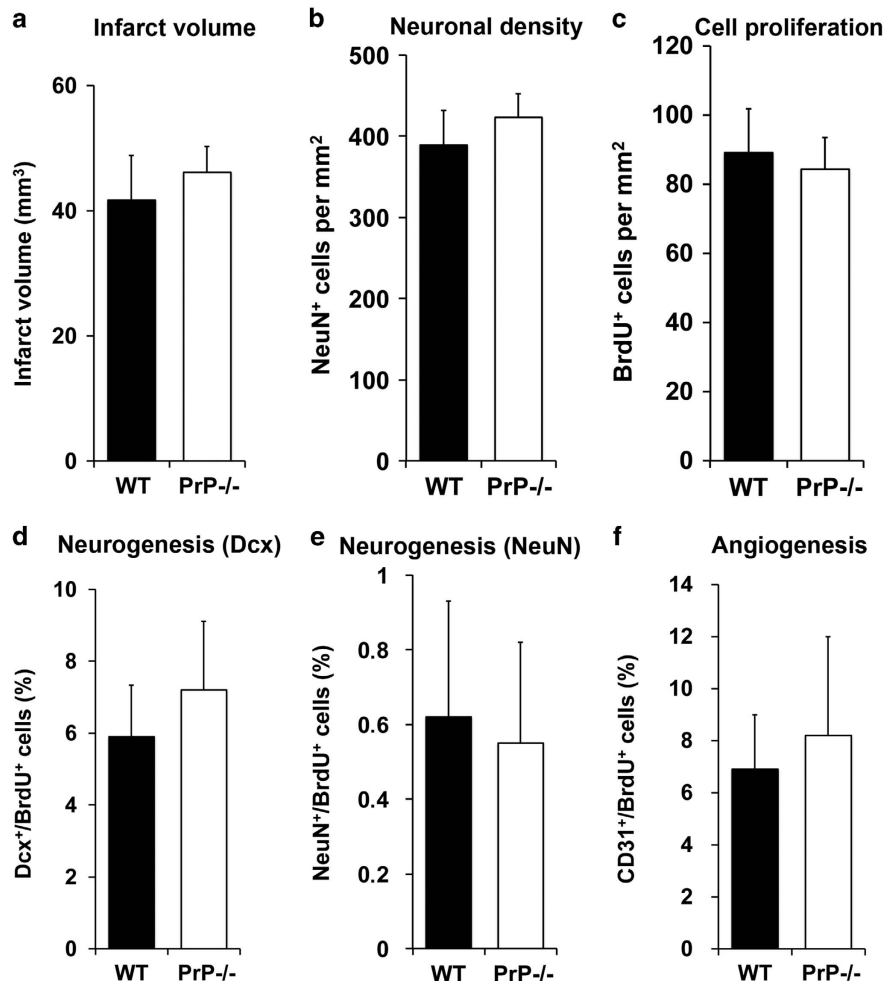 a Infarct volume
Infarct volume (mm³)
60
40
20
0
WT PrP-/-
b Neuronal density
NeuN⁺ cells per mm²
500
400
300
200
100
0
WT PrP-/-
c Cell proliferation
BrdU⁺ cells per mm²
120
100
80
60
40
20
0
WT PrP-/-
d Neurogenesis (Dcx)
Dcx⁺/BrdU⁺ cells (%)
10
8
6
4
2
0
WT PrP-/-
e Neurogenesis (NeuN)
NeuN⁺/BrdU⁺ cells (%)
1
0.8
0.6
0.4
0.2
0
WT PrP-/-
f Angiogenesis
CD31⁺/BrdU⁺ cells (%)
14
12
10
8
6
4
2
0
WT PrP-/-